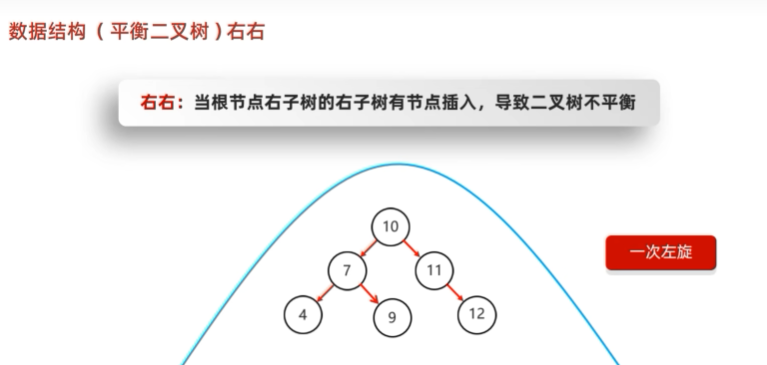 数据结构（平衡二叉树）右右
右右：当根节点右子树的右子树有节点插入，导致二叉树不平衡
10
一次左旋
7 11
4 9 12